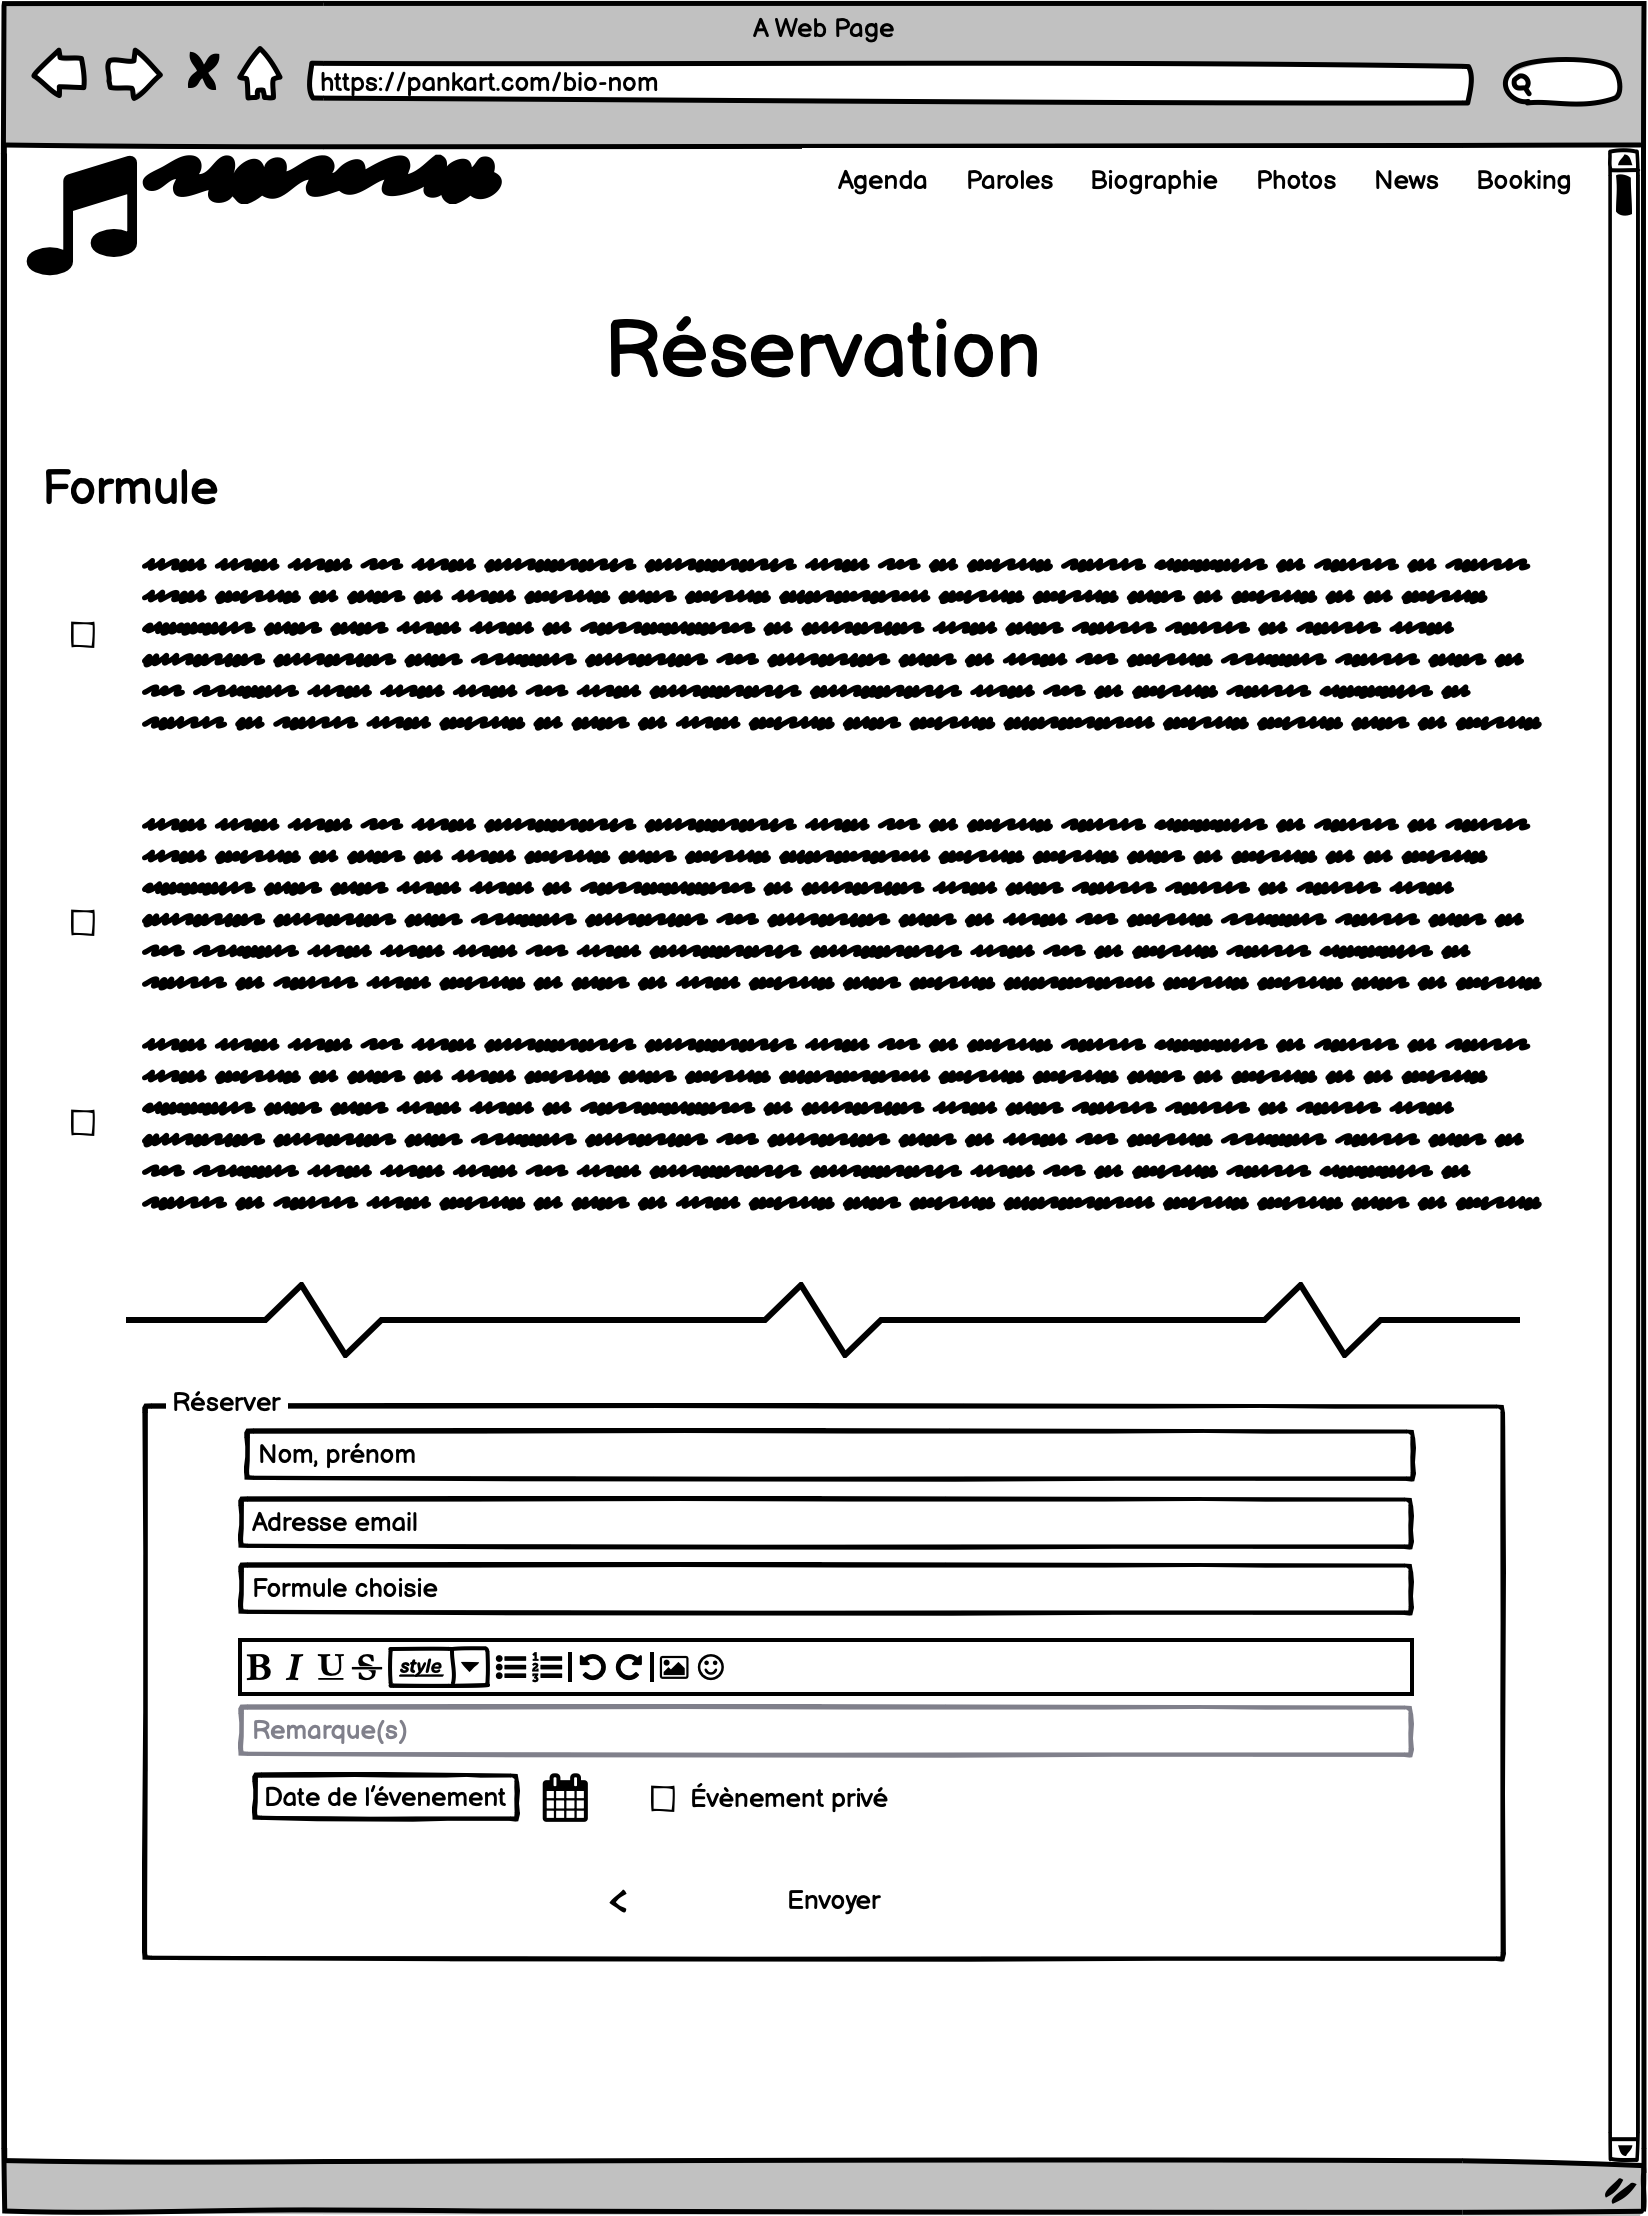 A Web Page
https://pankart.com/bio-nom
Agenda Paroles Biographie Photos News Booking
Réservation
Formule
Réserver
Nom, prénom
Adresse email
Formule choisie
B I U S style
Remarque(s)
Date de l'évenement
Évènement privé
< Envoyer